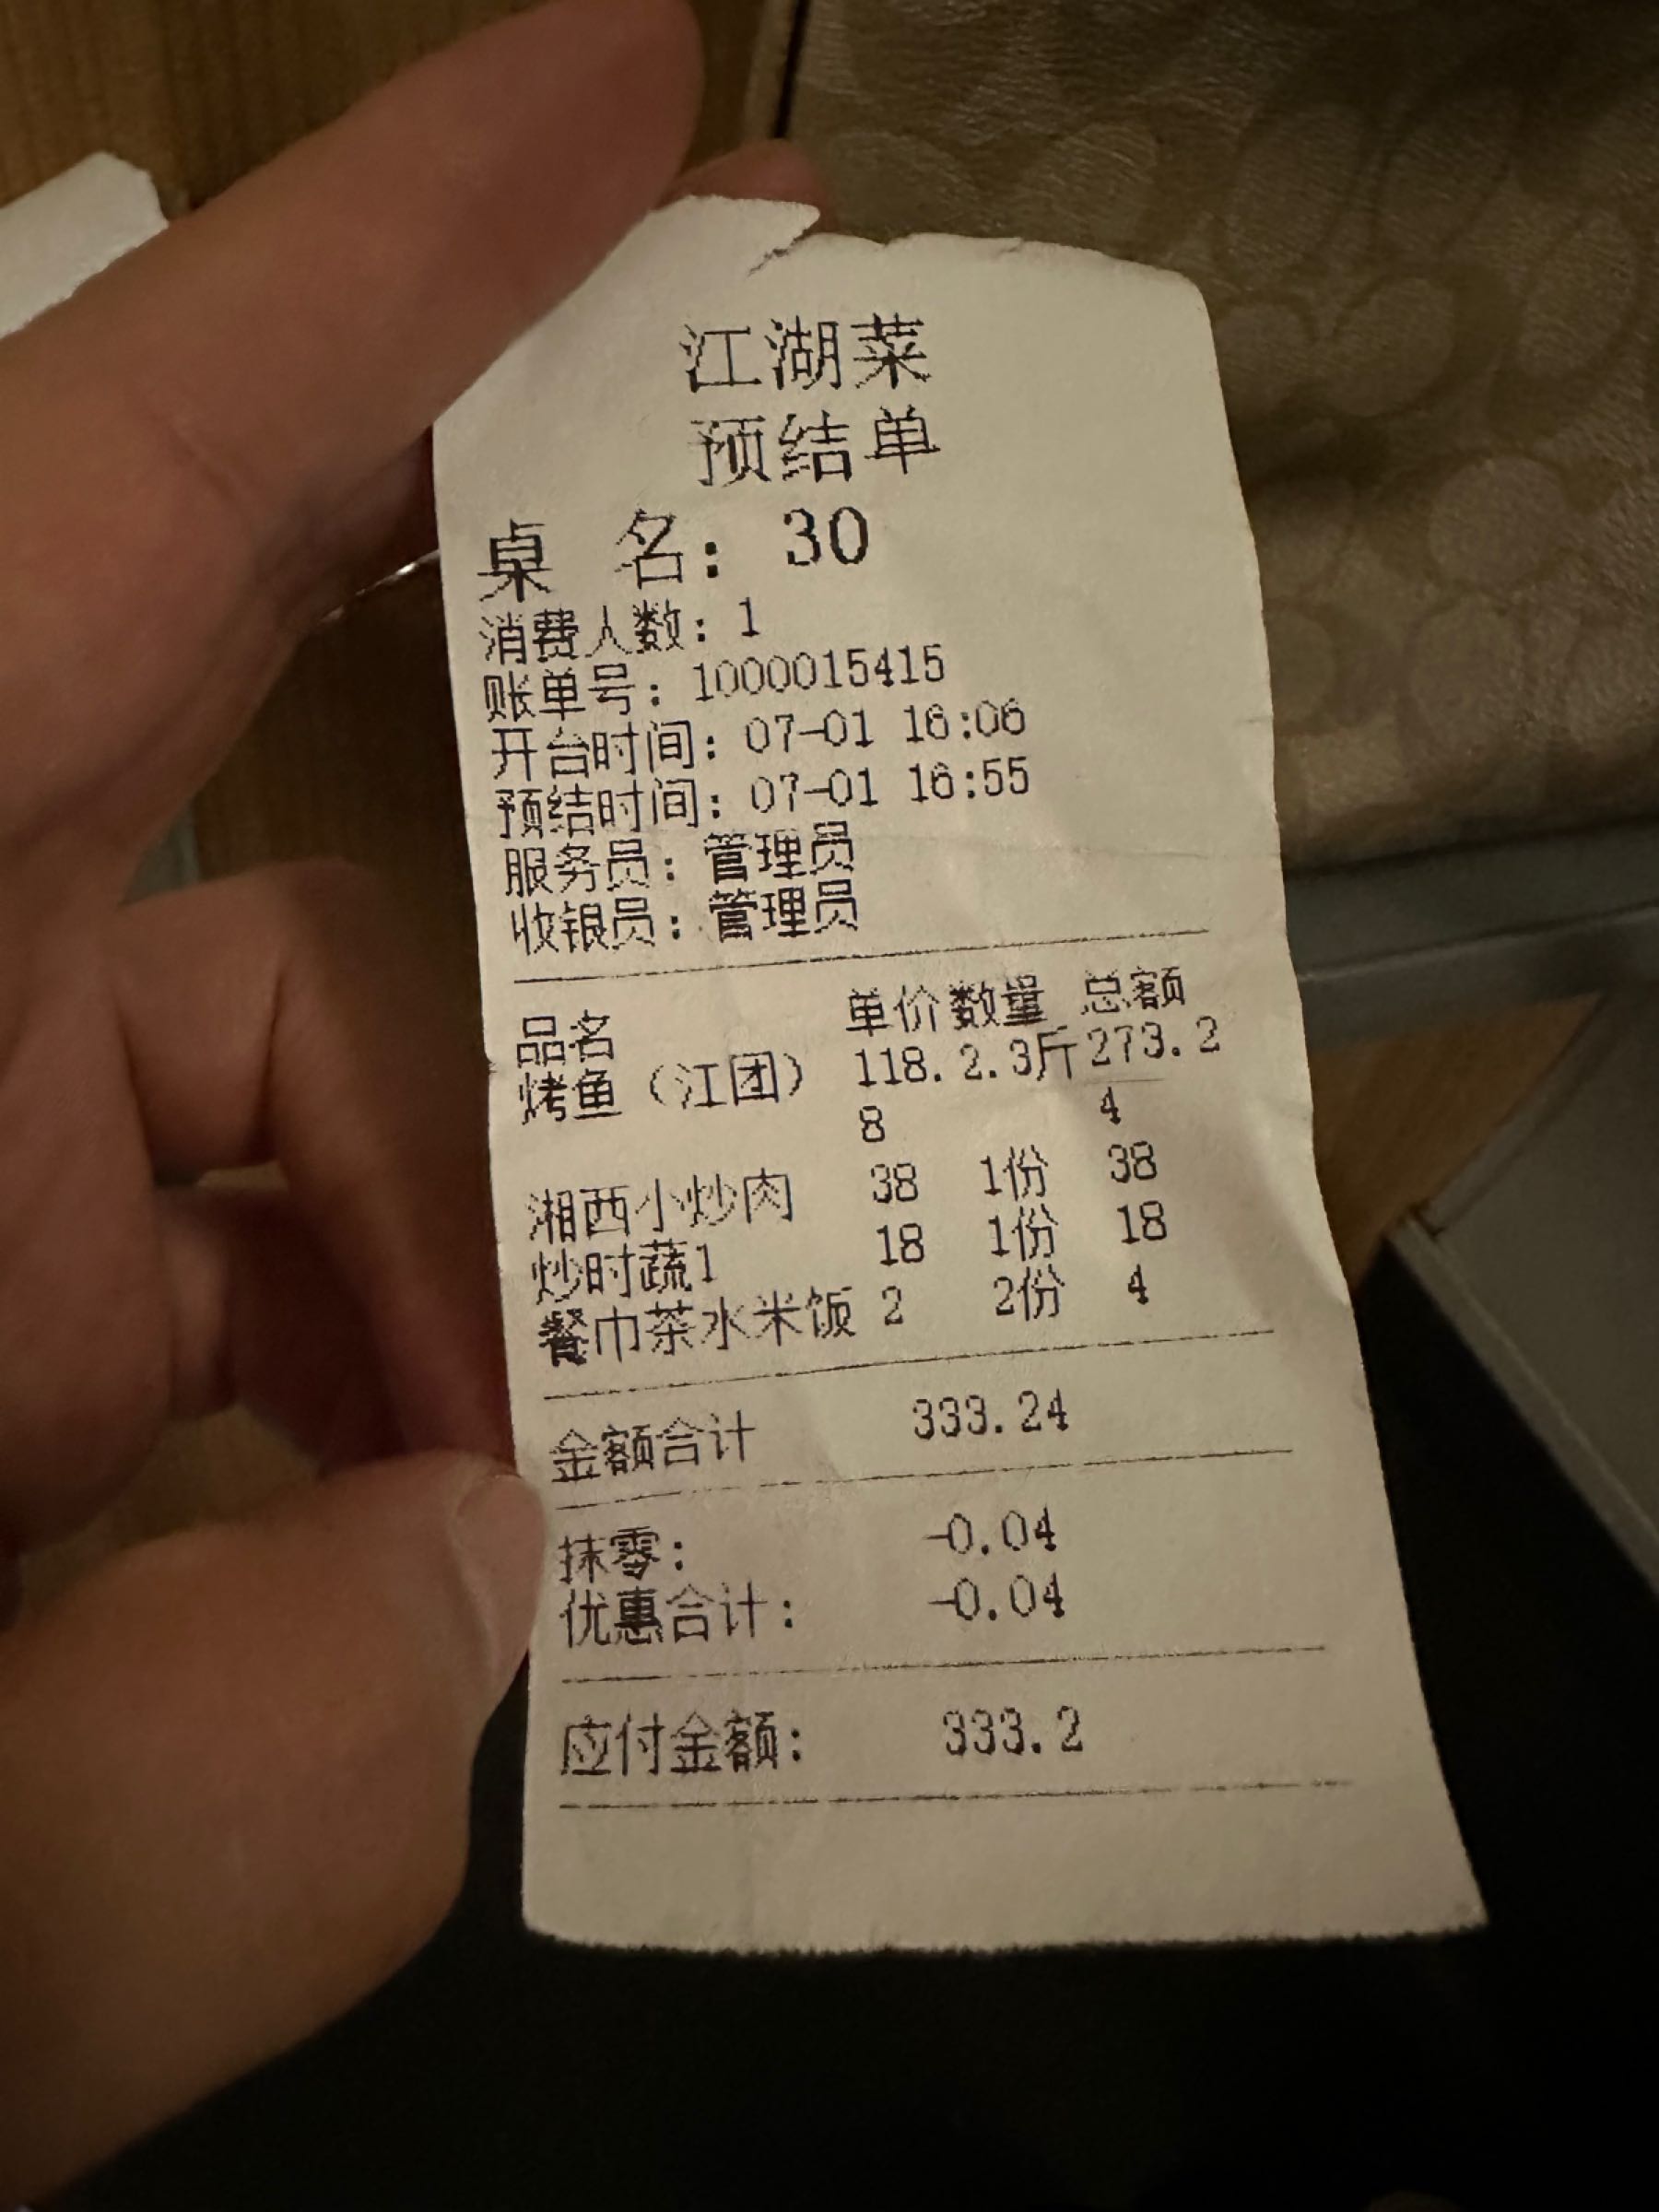 江湖菜
预结单
桌 名：30
消费人数：1
账单号：1000015415
开台时间：07-01 16:06
预结时间：07-01 16:55
服务员：管理员
收银员：管理员
品名 单价 数量 总额
烤鱼（江团） 118. 2.3斤 273.2
8 4
湘西小炒肉 38 1份 38
炒时蔬1 18 1份 18
餐巾茶水米饭 2 2份 4
金额合计 333.24
抹零： -0.04
优惠合计： -0.04
应付金额： 333.2